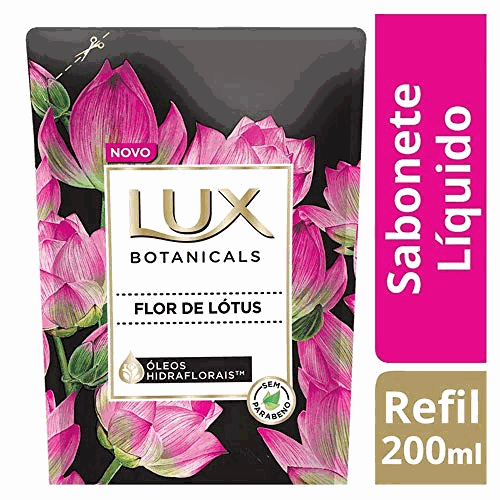 NOVO
LUX
BOTANICALS
FLOR DE LÓTUS
ÓLEOS
HIDRAFLORAIS™
SEM
PARABENO
Sabonete
Líquido
Refil
200ml